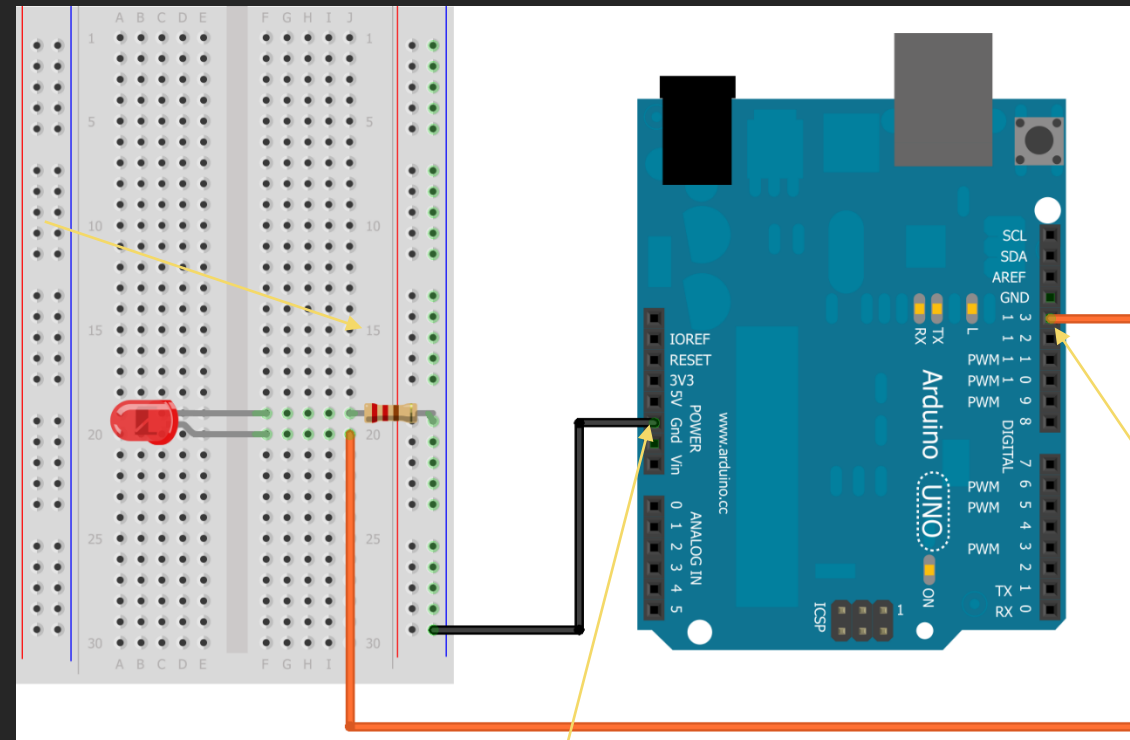 A B C D E
F G H I J
1
1
5
5
10
10
15
15
20
20
25
25
30
30
A B C D E
F G H I J
IOREF
RESET
3V3
5V
Gnd
Vin
POWER
0
1
2
3
4
5
ANALOG IN
www.arduino.cc
RX
TX
L
Arduino
UNO
ON
ICSP
1
SCL
SDA
AREF
GND
13
12
PWM 11
PWM 10
PWM 9
8
DIGITAL
7
PWM 6
PWM 5
4
PWM 3
2
TX 1
RX 0